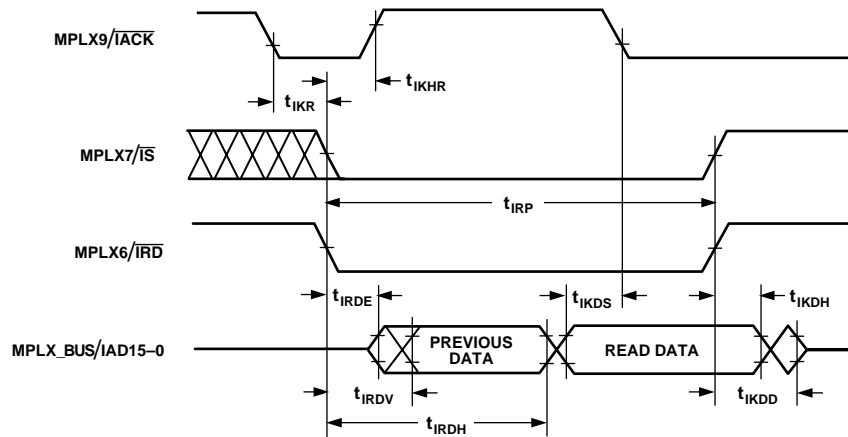 MPLX9/IACK
tIKHR
tIKR
MPLX7/IS
tIRP
MPLX6/IRD
tIRDE
tIKDS
tIKDH
MPLX_BUS/IAD15–0
PREVIOUS
DATA
READ DATA
tIRDV
tIKDD
tIRDH